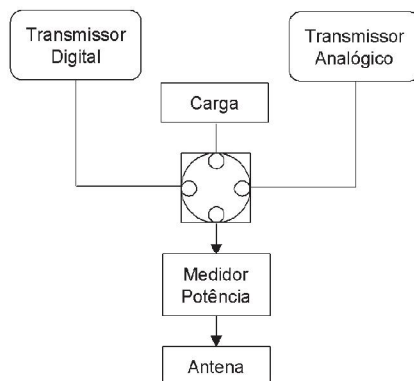 Transmissor
Digital
Transmissor
Analógico
Carga
Medidor
Potência
Antena